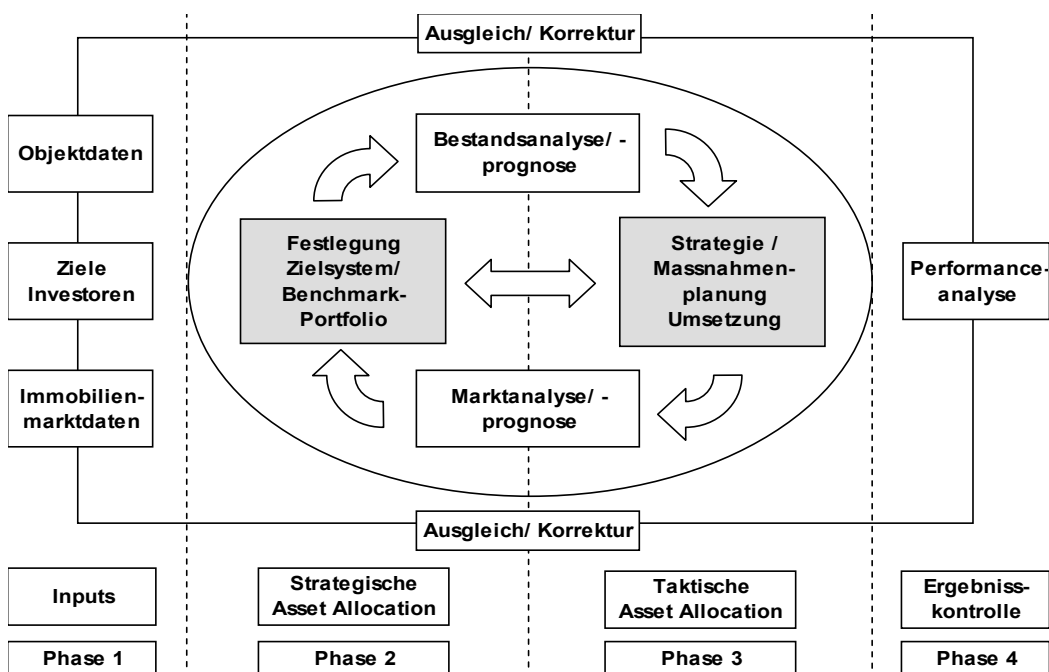 Ausgleich/ Korrektur
Objektdaten
Ziele
Investoren
Immobilien-
marktdaten
Bestandsanalyse/ -
prognose
Festlegung
Zielsystem/
Benchmark-
Portfolio
Strategie /
Massnahmen-
planung
Umsetzung
Marktanalyse/ -
prognose
Performance-
analyse
Ausgleich/ Korrektur
Inputs
Strategische
Asset Allocation
Taktische
Asset Allocation
Ergebniss-
kontrolle
Phase 1
Phase 2
Phase 3
Phase 4